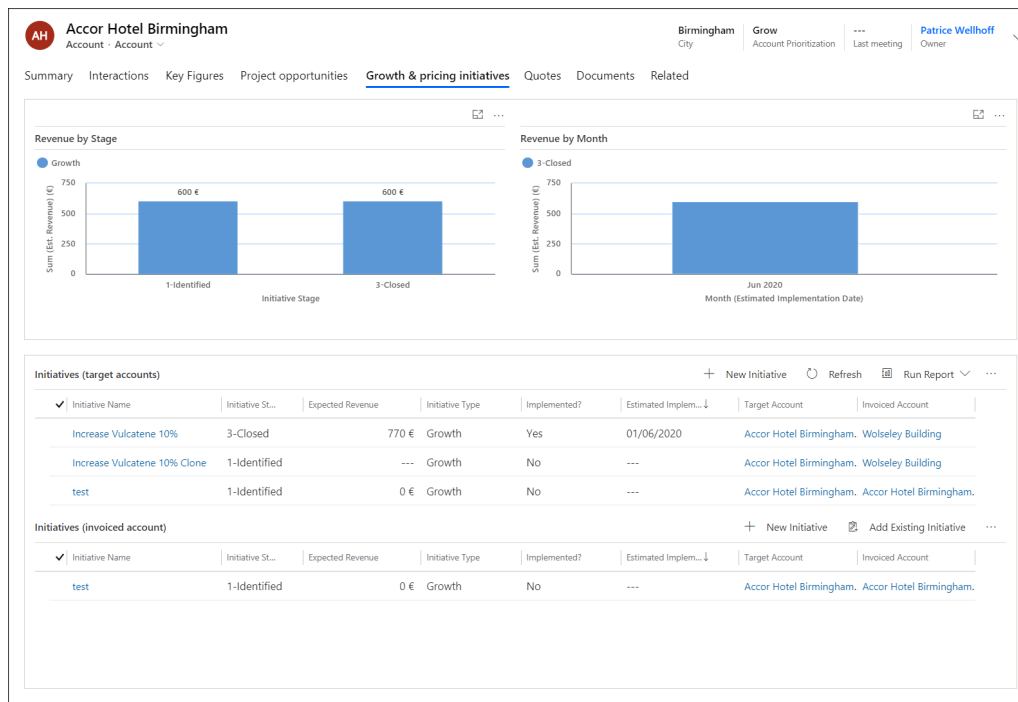 AH
Accor Hotel Birmingham
Account · Account
Birmingham
City
Grow
Account Prioritization
---
Last meeting
Patrice Wellhoff
Owner
Summary Interactions Key Figures Project opportunities Growth & pricing initiatives Quotes Documents Related
Revenue by Stage
Growth
Sum (Est. Revenue) (€)
750
500
250
0
600 €
600 €
1-Identified
3-Closed
Initiative Stage
Revenue by Month
3-Closed
Sum (Est. Revenue) (€)
750
500
250
0
Jun 2020
Month (Estimated Implementation Date)
Initiatives (target accounts) New Initiative Refresh Run Report
Initiative Name Initiative St... Expected Revenue Initiative Type Implemented? Estimated Implem...↓ Target Account Invoiced Account
Increase Vulcatene 10% 3-Closed 770 € Growth Yes 01/06/2020 Accor Hotel Birmingham. Wolseley Building
Increase Vulcatene 10% Clone 1-Identified --- Growth No --- Accor Hotel Birmingham. Wolseley Building
test 1-Identified 0 € Growth No --- Accor Hotel Birmingham. Accor Hotel Birmingham.
Initiatives (invoiced account) New Initiative Add Existing Initiative
Initiative Name Initiative St... Expected Revenue Initiative Type Implemented? Estimated Implem...↓ Target Account Invoiced Account
test 1-Identified 0 € Growth No --- Accor Hotel Birmingham. Accor Hotel Birmingham.